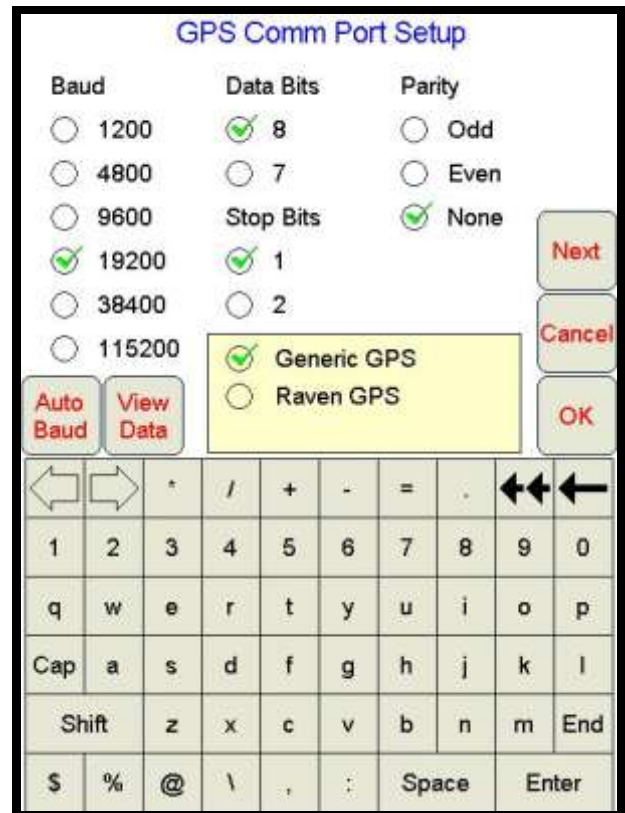 GPS Comm Port Setup
Baud Data Bits Parity
1200 8 Odd
4800 7 Even
9600 Stop Bits None
19200 1
38400 2
115200
Generic GPS
Raven GPS
Next
Cancel
OK
Auto Baud View Data
* / + - = .
1 2 3 4 5 6 7 8 9 0
q w e r t y u i o p
Cap a s d f g h j k l
Shift z x c v b n m End
$ % @ \ , : Space Enter